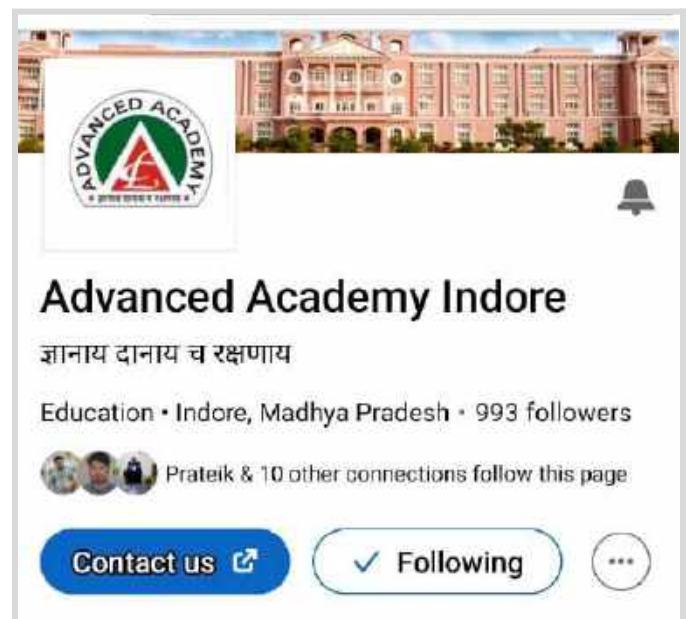 ADVANCED ACADEMY
Advanced Academy Indore
ज्ञानाय दानाय च रक्षणाय
Education • Indore, Madhya Pradesh • 993 followers
Prateik & 10 other connections follow this page
Contact us
Following